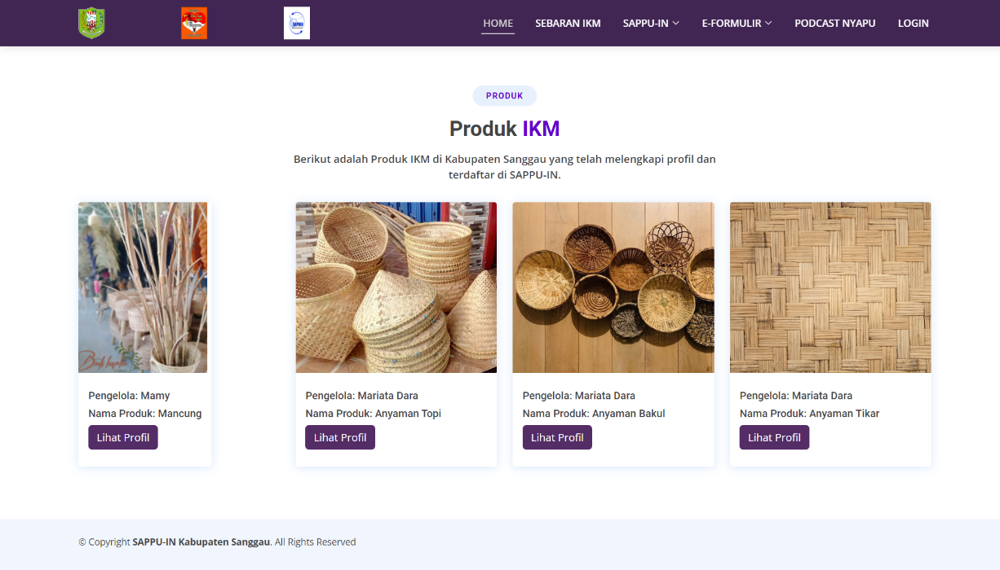 HOME
SEBARAN IKM
SAPPU-IN
E-FORMULIR
PODCAST NYAPU
LOGIN
PRODUK
Produk IKM
Berikut adalah Produk IKM di Kabupaten Sanggau yang telah melengkapi profil dan
terdaftar di SAPPU-IN.
Pengelola: Mamy
Nama Produk: Mancung
Lihat Profil
Pengelola: Mariata Dara
Nama Produk: Anyaman Topi
Lihat Profil
Pengelola: Mariata Dara
Nama Produk: Anyaman Bakul
Lihat Profil
Pengelola: Mariata Dara
Nama Produk: Anyaman Tikar
Lihat Profil
© Copyright SAPPU-IN Kabupaten Sanggau. All Rights Reserved